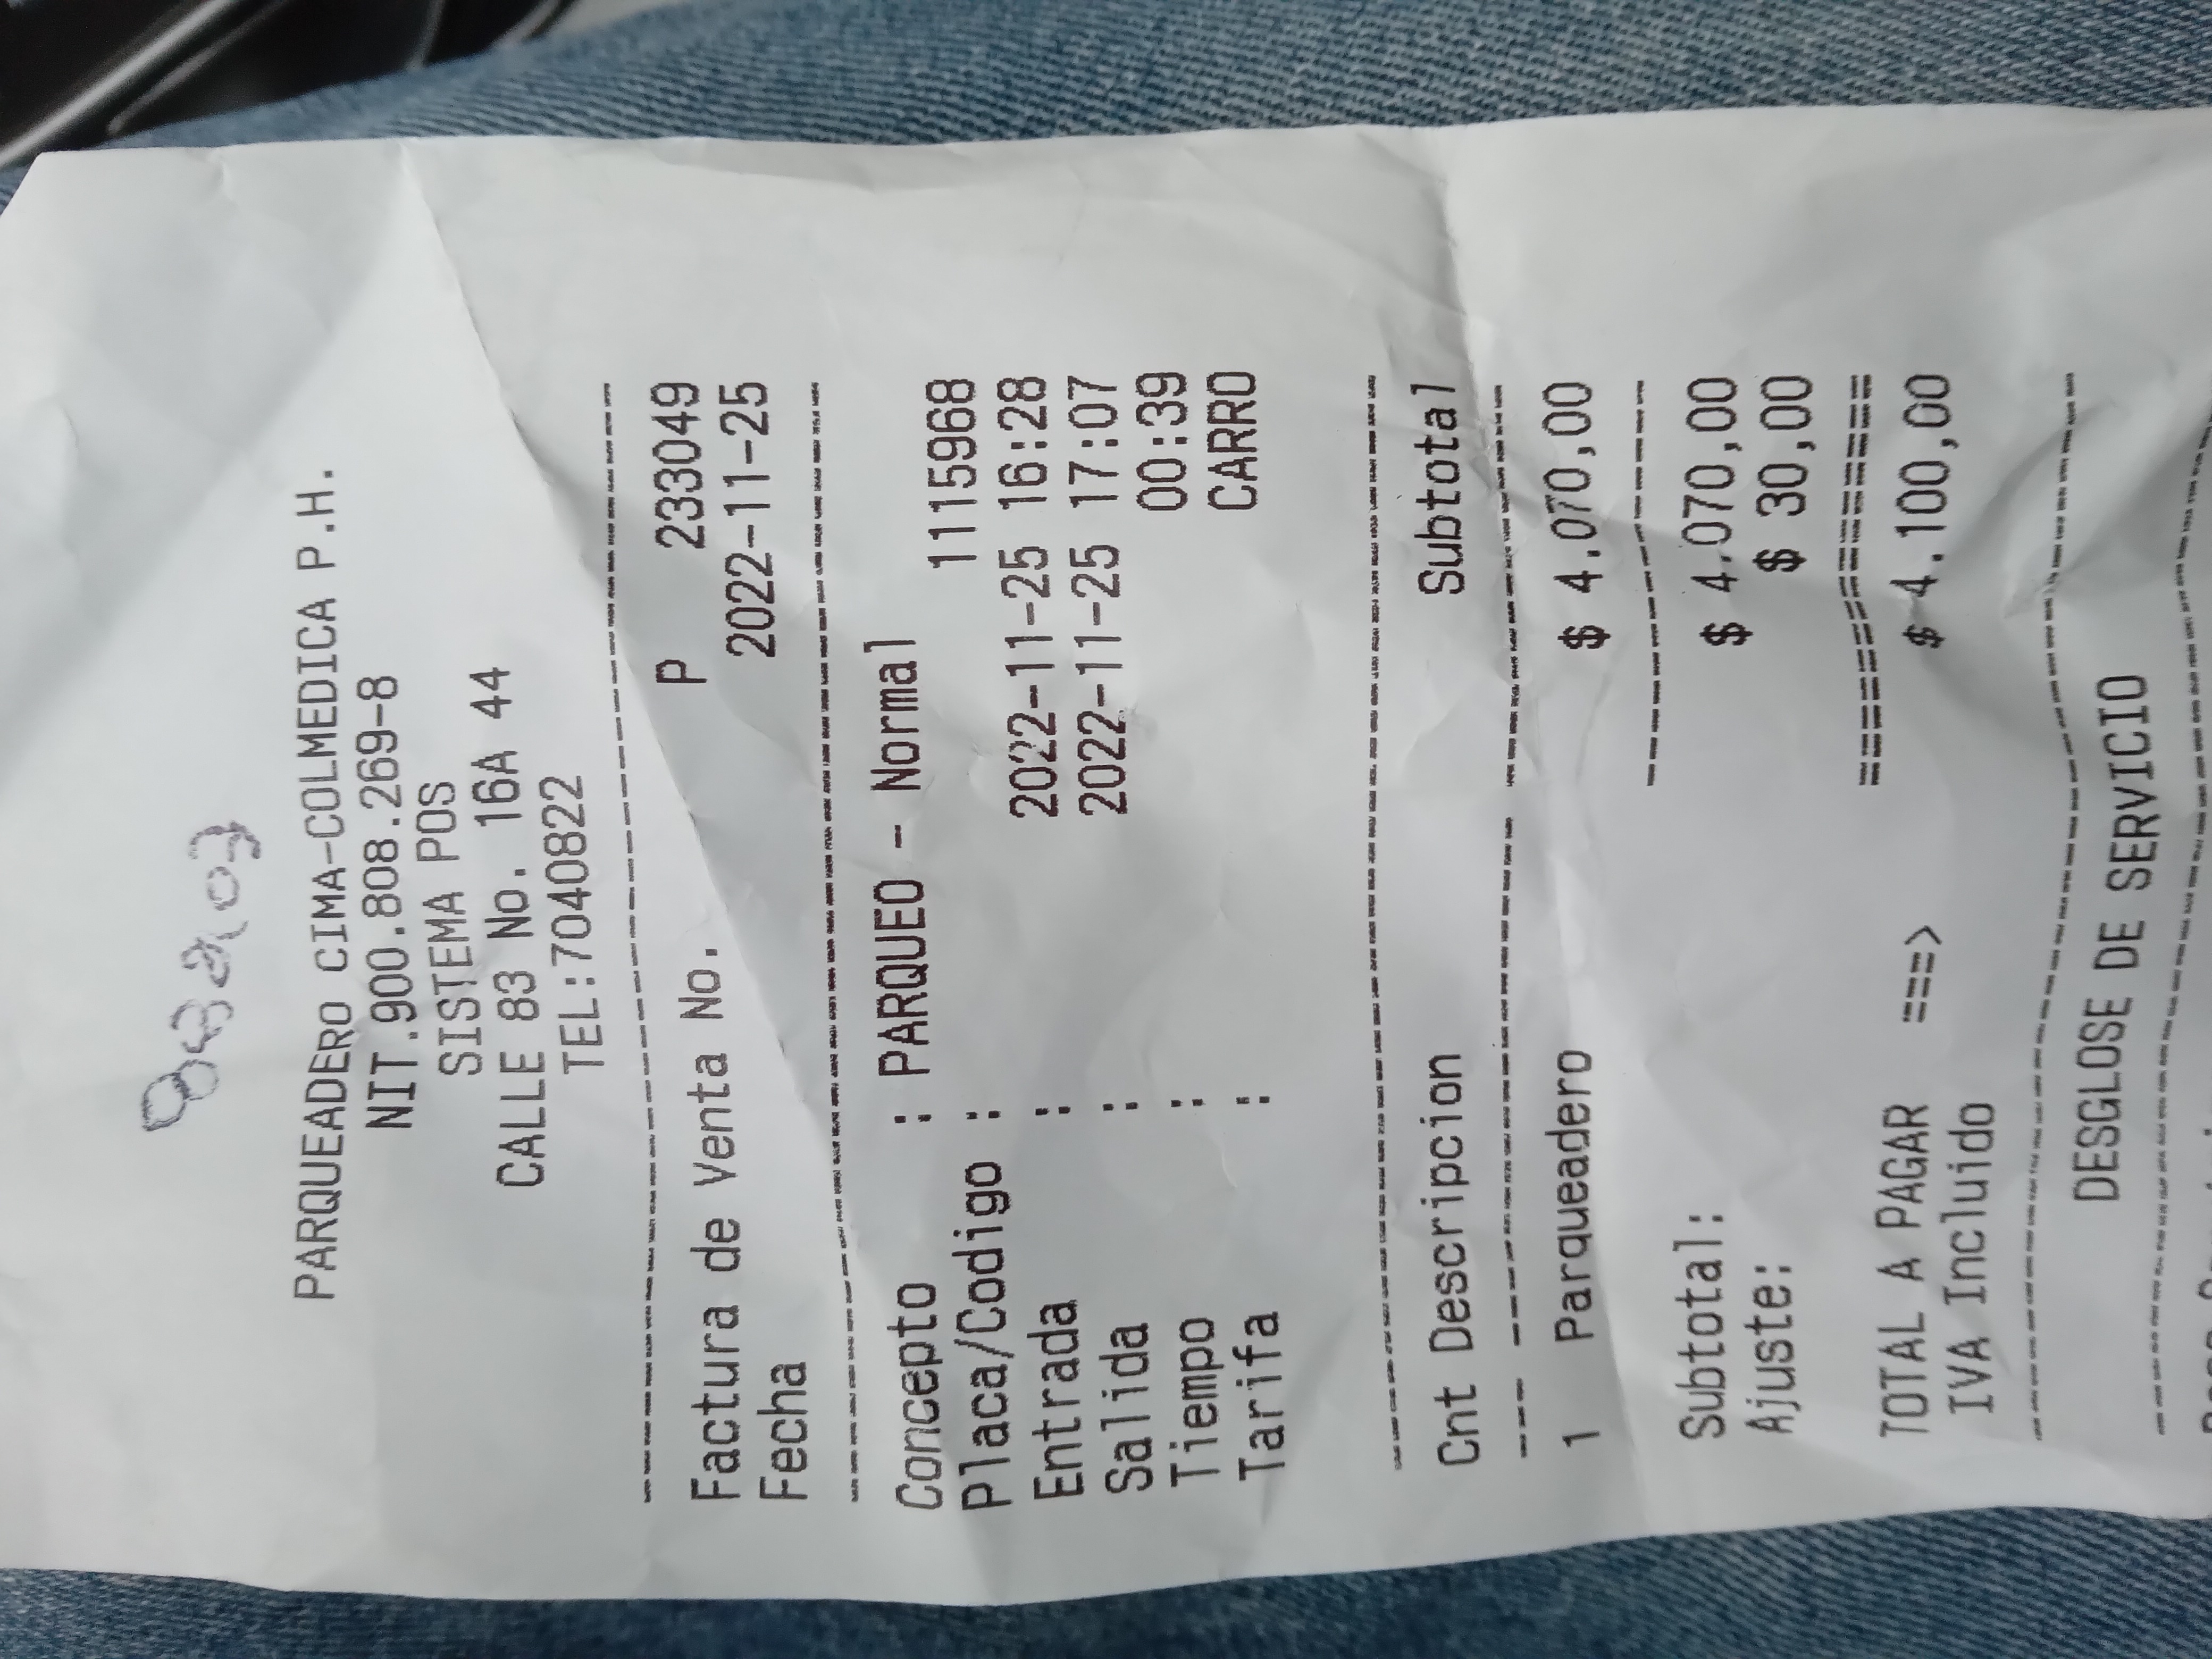 PARQUEADERO CIMA-COLMEDICA P.H.
NIT.900.808.269-8
SISTEMA POS
CALLE 83 No. 16A 44
TEL:7040822
Factura de Venta No. P 233049
Fecha 2022-11-25
Concepto : PARQUEO - Normal
Placa/Codigo : 1115968
Entrada : 2022-11-25 16:28
Salida : 2022-11-25 17:07
Tiempo : 00:39
Tarifa : CARRO
Cnt Descripcion Subtotal
1 Parqueadero $ 4.070,00
Subtotal: $ 4.070,00
Ajuste: $ 30,00
TOTAL A PAGAR ====> $ 4.100,00
IVA Incluido
DESGLOSE DE SERVICIO